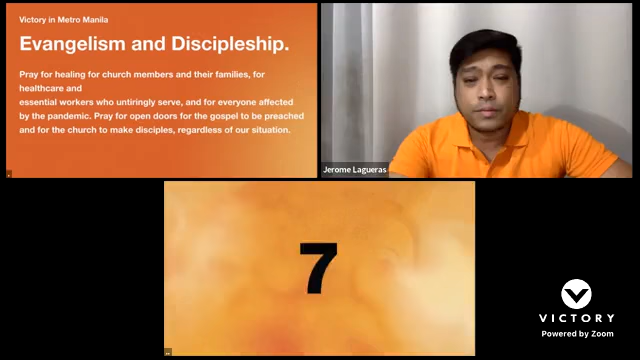 Victory in Metro Manila
Evangelism and Discipleship.
Pray for healing for church members and their families, for
healthcare and
essential workers who untiringly serve, and for everyone affected
by the pandemic. Pray for open doors for the gospel to be preached
and for the church to make disciples, regardless of our situation.
Jerome Lagueras
7
VICTORY
Powered by Zoom